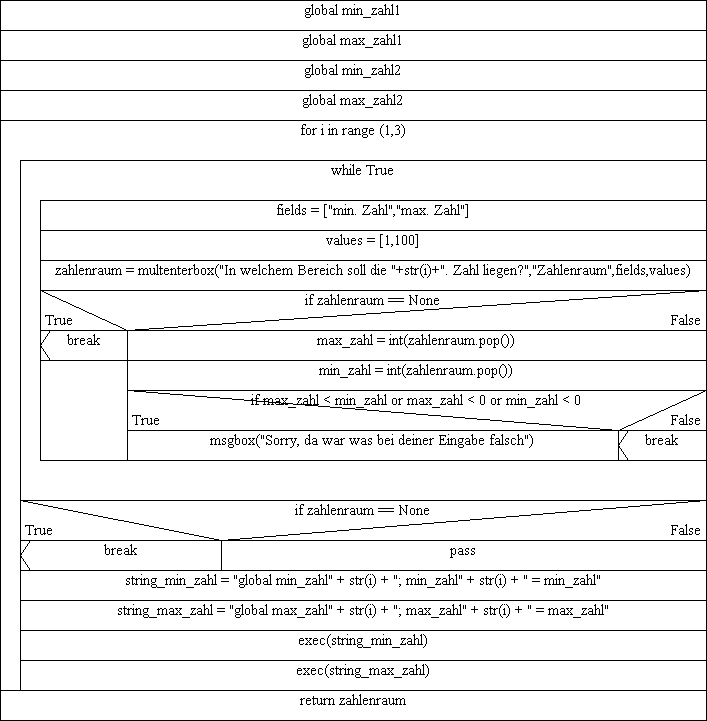 global min_zahl1
global max_zahl1
global min_zahl2
global max_zahl2
for i in range (1,3)
while True
fields = ["min. Zahl","max. Zahl"]
values = [1,100]
zahlenraum = multenterbox("In welchem Bereich soll die "+str(i)+". Zahl liegen?","Zahlenraum",fields,values)
if zahlenraum == None
True False
break max_zahl = int(zahlenraum.pop())
min_zahl = int(zahlenraum.pop())
if max_zahl < min_zahl or max_zahl < 0 or min_zahl < 0
True False
msgbox("Sorry, da war was bei deiner Eingabe falsch") break
if zahlenraum == None
True False
break pass
string_min_zahl = "global min_zahl" + str(i) + "; min_zahl" + str(i) + " = min_zahl"
string_max_zahl = "global max_zahl" + str(i) + "; max_zahl" + str(i) + " = max_zahl"
exec(string_min_zahl)
exec(string_max_zahl)
return zahlenraum